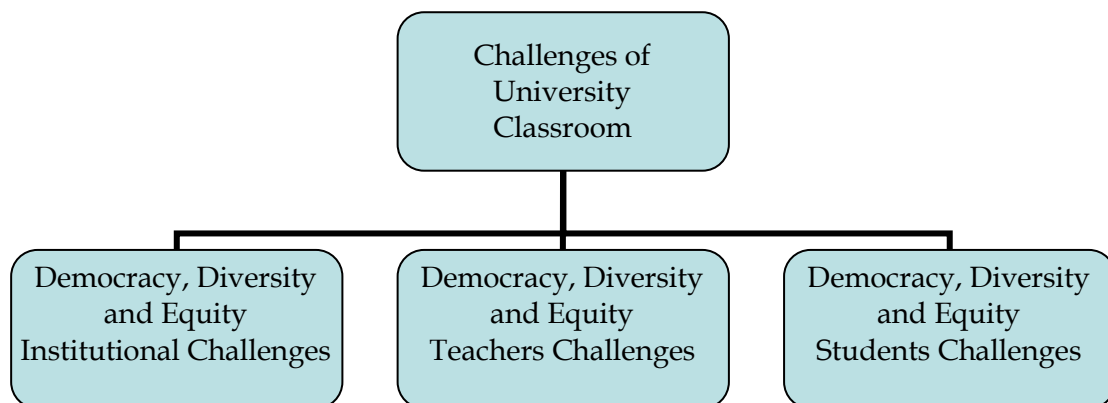 Challenges of
University
Classroom
Democracy, Diversity
and Equity
Institutional Challenges
Democracy, Diversity
and Equity
Teachers Challenges
Democracy, Diversity
and Equity
Students Challenges